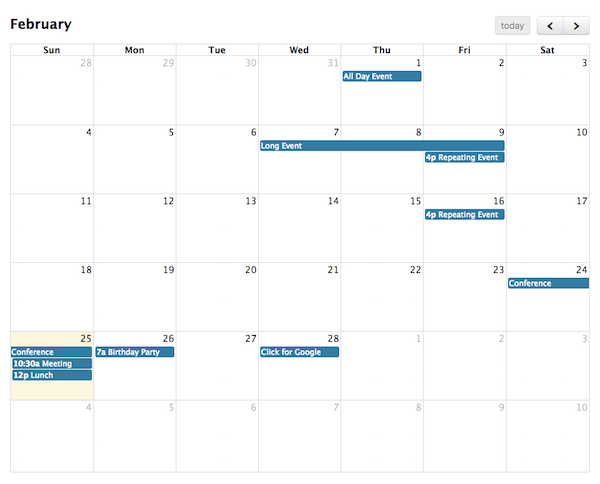 February
today
Sun Mon Tue Wed Thu Fri Sat
28 29 30 31 1 2 3
All Day Event
4 5 6 7 8 9 10
Long Event
4p Repeating Event
11 12 13 14 15 16 17
4p Repeating Event
18 19 20 21 22 23 24
Conference
25 26 27 28 1 2 3
Conference 7a Birthday Party Click for Google
10:30a Meeting
12p Lunch
4 5 6 7 8 9 10